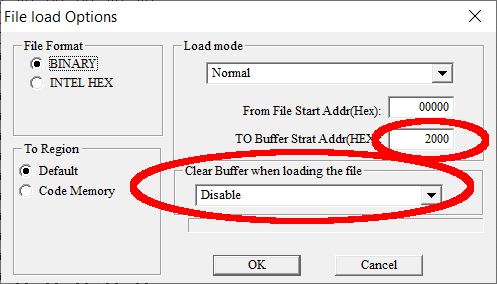 File load Options
File Format
BINARY
INTEL HEX
To Region
Default
Code Memory
Load mode
Normal
From File Start Addr(Hex):
00000
TO Buffer Strat Addr(HEX
2000
Clear Buffer when loading the file
Disable
OK
Cancel